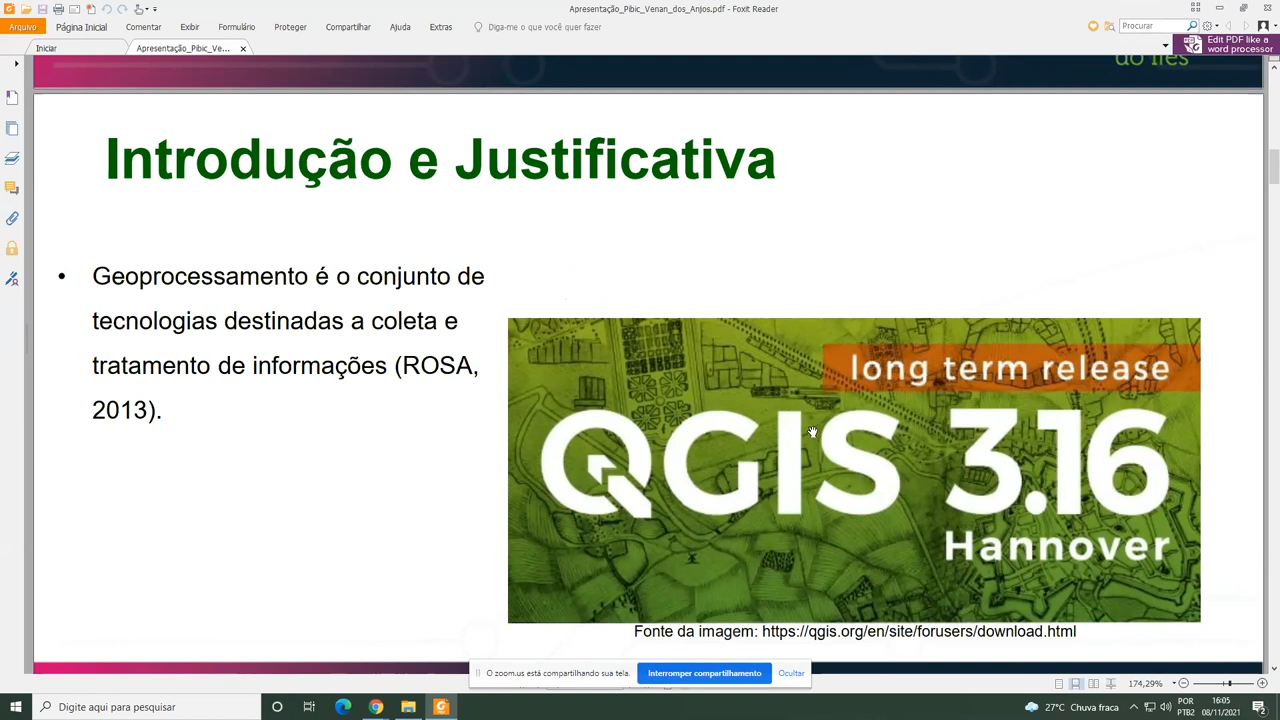 Apresentação_Pibic_Venan_dos_Anjos.pdf - Foxit Reader
Arquivo Página Inicial Comentar Exibir Formulário Proteger Compartilhar Ajuda Extras Diga-me o que você quer fazer Procurar
Iniciar Apresentação_Pibic_Ve... Edit PDF like a
word processor
do Ifes
Introdução e Justificativa
• Geoprocessamento é o conjunto de
tecnologias destinadas a coleta e
tratamento de informações (ROSA,
2013).
long term release
QGIS 3.16
Hannover
Fonte da imagem: https://qgis.org/en/site/forusers/download.html
O zoom.us está compartilhando sua tela. Interromper compartilhamento Ocultar
174,29%
Digite aqui para pesquisar
27°C Chuva fraca
POR
PTB2
16:05
08/11/2021
2